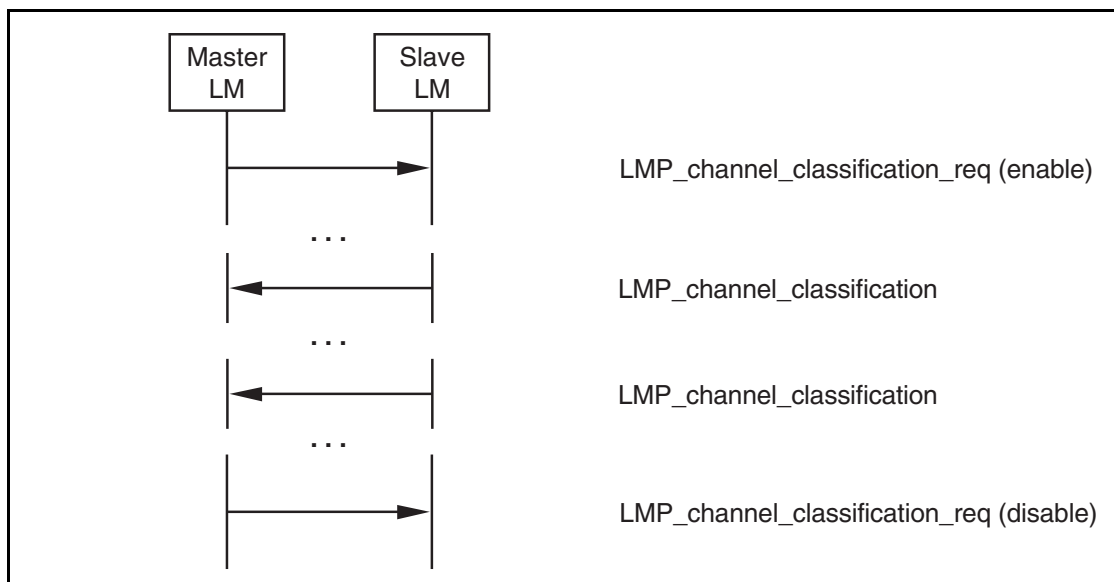 Master
LM
Slave
LM
LMP_channel_classification_req (enable)
...
LMP_channel_classification
...
LMP_channel_classification
...
LMP_channel_classification_req (disable)